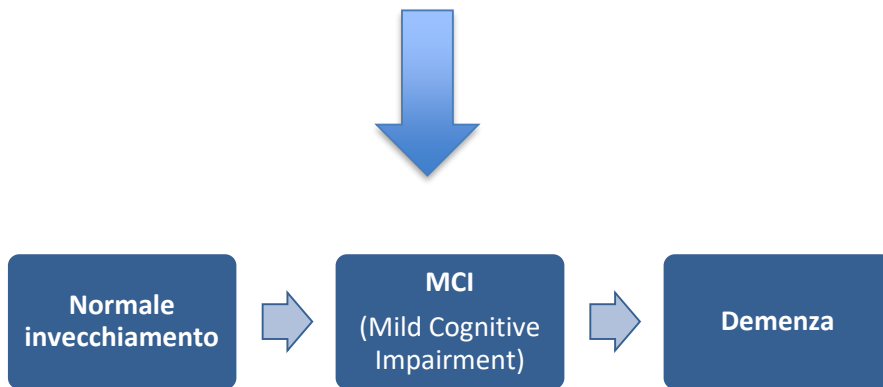 Normale
invecchiamento
MCI
(Mild Cognitive
Impairment)
Demenza